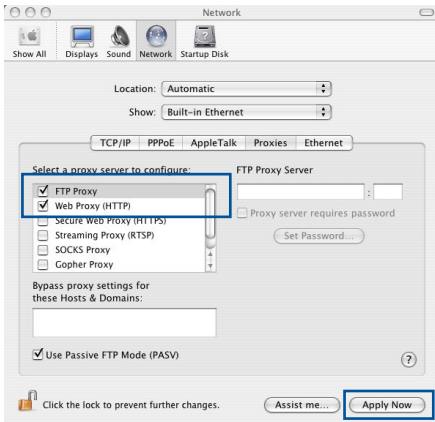 Network
Show All Displays Sound Network Startup Disk
Location: Automatic
Show: Built-in Ethernet
TCP/IP PPPoE AppleTalk Proxies Ethernet
Select a proxy server to configure: FTP Proxy Server
FTP Proxy
:
Web Proxy (HTTP)
Proxy server requires password
Secure Web Proxy (HTTPS)
Streaming Proxy (RTSP) Set Password...
SOCKS Proxy
Gopher Proxy
Bypass proxy settings for
these Hosts & Domains:
Use Passive FTP Mode (PASV) ?
Click the lock to prevent further changes. Assist me... Apply Now